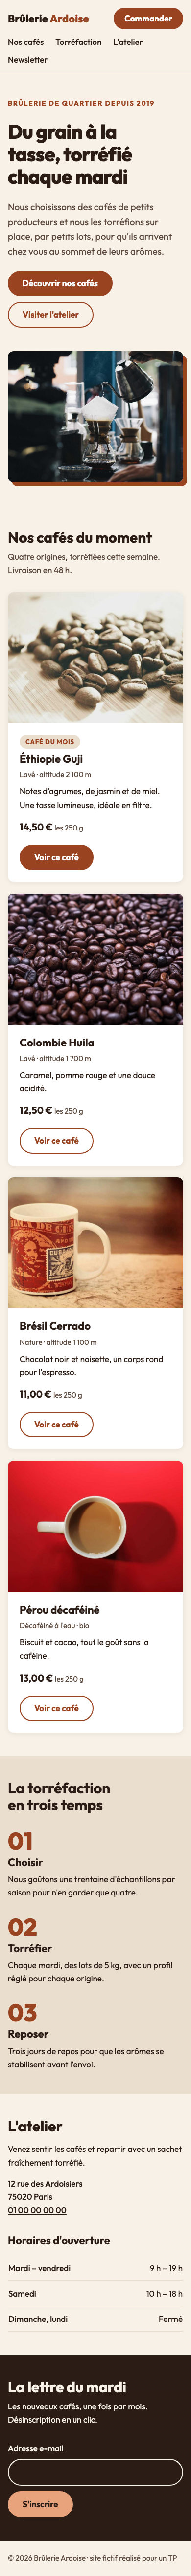 Brûlerie Ardoise
Commander
Nos cafés Torréfaction L'atelier
Newsletter
BRÛLERIE DE QUARTIER DEPUIS 2019
Du grain à la
tasse, torréfié
chaque mardi
Nous choisissons des cafés de petits
producteurs et nous les torréfions sur
place, par petits lots, pour qu'ils arrivent
chez vous au sommet de leurs arômes.
Découvrir nos cafés
Visiter l'atelier
Nos cafés du moment
Quatre origines, torréfiées cette semaine.
Livraison en 48 h.
CAFÉ DU MOIS
Éthiopie Guji
Lavé · altitude 2 100 m
Notes d'agrumes, de jasmin et de miel.
Une tasse lumineuse, idéale en filtre.
14,50 € les 250 g
Voir ce café
Colombie Huila
Lavé · altitude 1 700 m
Caramel, pomme rouge et une douce
acidité.
12,50 € les 250 g
Voir ce café
Brésil Cerrado
Nature · altitude 1 100 m
Chocolat noir et noisette, un corps rond
pour l'espresso.
11,00 € les 250 g
Voir ce café
Pérou décaféiné
Décaféiné à l'eau · bio
Biscuit et cacao, tout le goût sans la
caféine.
13,00 € les 250 g
Voir ce café
La torréfaction
en trois temps
01
Choisir
Nous goûtons une trentaine d'échantillons par
saison pour n'en garder que quatre.
02
Torréfier
Chaque mardi, des lots de 5 kg, avec un profil
réglé pour chaque origine.
03
Reposer
Trois jours de repos pour que les arômes se
stabilisent avant l'envoi.
L'atelier
Venez sentir les cafés et repartir avec un sachet
fraîchement torréfié.
12 rue des Ardoisiers
75020 Paris
01 00 00 00 00
Horaires d'ouverture
Mardi – vendredi 9 h – 19 h
Samedi 10 h – 18 h
Dimanche, lundi Fermé
La lettre du mardi
Les nouveaux cafés, une fois par mois.
Désinscription en un clic.
Adresse e-mail
S'inscrire
© 2026 Brûlerie Ardoise · site fictif réalisé pour un TP